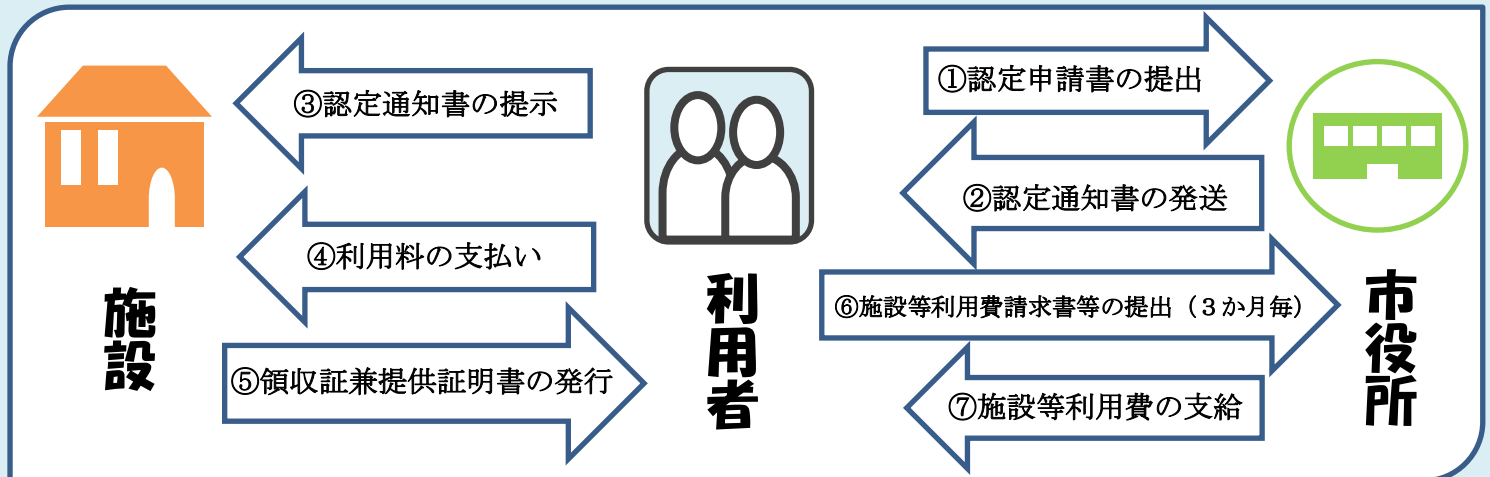 ①認定申請書の提出
②認定通知書の発送
③認定通知書の提示
④利用料の支払い
⑤領収証兼提供証明書の発行
⑥施設等利用費請求書等の提出（３か月毎）
⑦施設等利用費の支給
施設
利用者
市役所